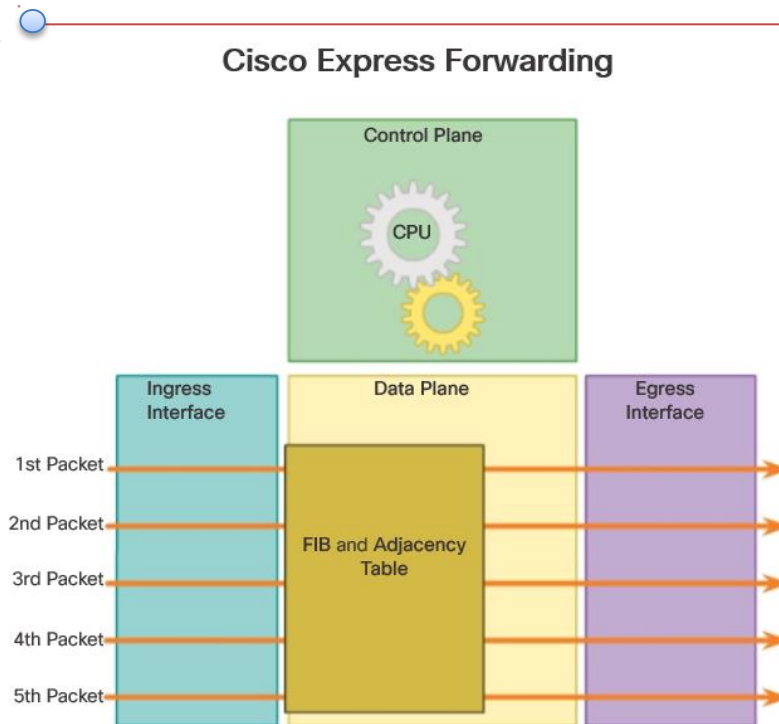 Cisco Express Forwarding
Control Plane
CPU
Ingress
Interface
Data Plane
Egress
Interface
1st Packet
2nd Packet
3rd Packet
4th Packet
5th Packet
FIB and Adjacency
Table